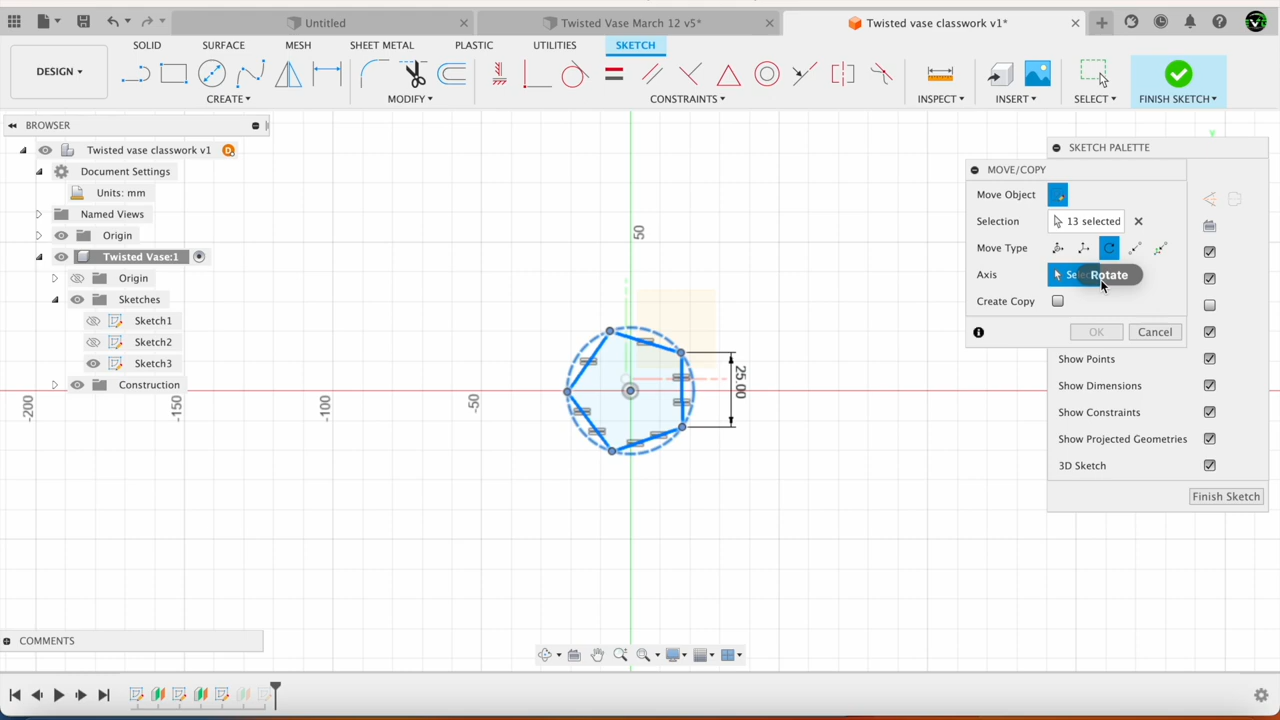 Untitled
Twisted Vase March 12 v5*
Twisted vase classwork v1*
SOLID SURFACE MESH SHEET METAL PLASTIC UTILITIES SKETCH
DESIGN
CREATE MODIFY CONSTRAINTS INSPECT INSERT SELECT FINISH SKETCH
BROWSER
Twisted vase classwork v1
Document Settings
Units: mm
Named Views
Origin
Twisted Vase:1
Origin
Sketches
Sketch1
Sketch2
Sketch3
Construction
-200
-150
-100
-50
50
25.00
SKETCH PALETTE
MOVE/COPY
Move Object
Selection 13 selected
Move Type
Axis Rotate
Create Copy
OK Cancel
Show Points
Show Dimensions
Show Constraints
Show Projected Geometries
3D Sketch
Finish Sketch
COMMENTS